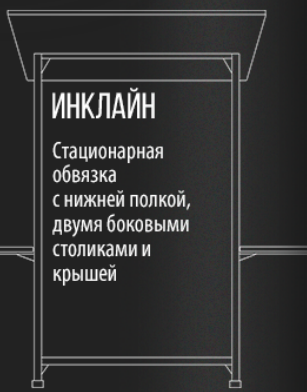 ИНКЛАЙН
Стационарная
обвязка
с нижней полкой,
двумя боковыми
столиками и
крышей